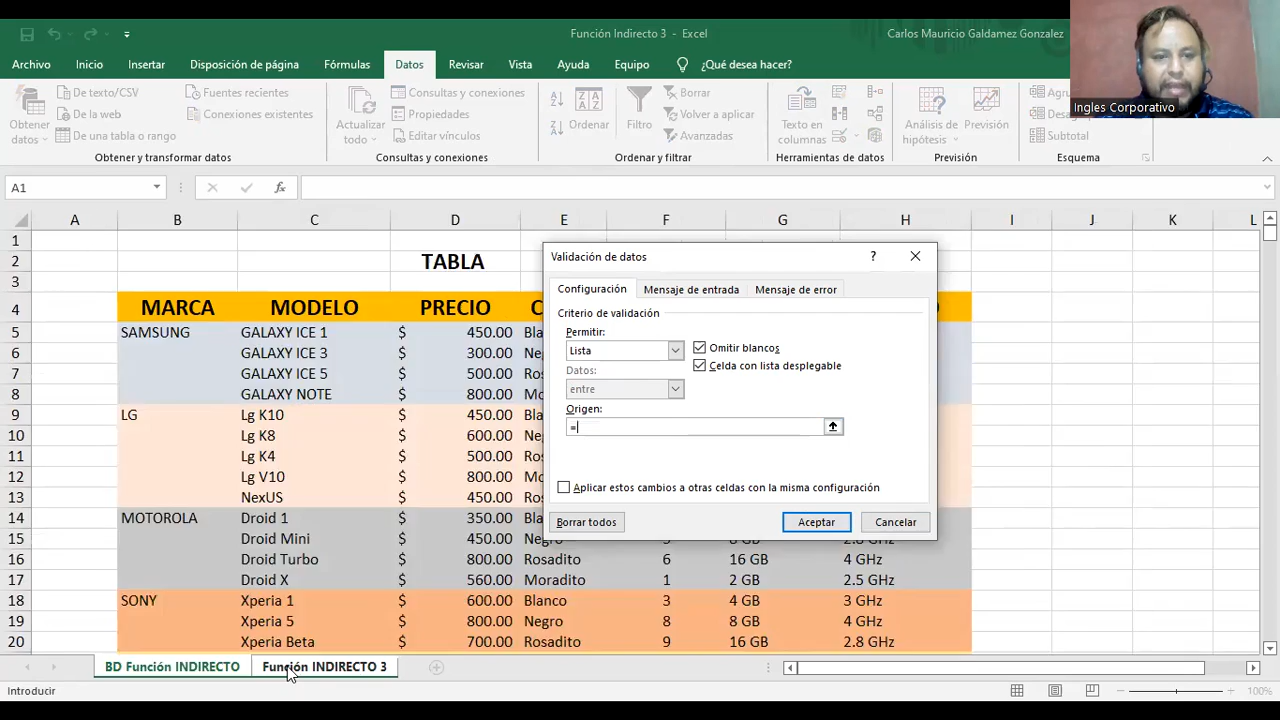 Función Indirecto 3 - Excel
Carlos Mauricio Galdamez Gonzalez
Archivo Inicio Insertar Disposición de página Fórmulas Datos Revisar Vista Ayuda Equipo ¿Qué desea hacer?
Ingles Corporativo
Obtener datos
De texto/CSV
De la web
De una tabla o rango
Fuentes recientes
Conexiones existentes
Obtener y transformar datos
Actualizar todo
Consultas y conexiones
Propiedades
Editar vínculos
Consultas y conexiones
Ordenar
Filtro
Borrar
Volver a aplicar
Avanzadas
Ordenar y filtrar
Texto en columnas
Herramientas de datos
Análisis de hipótesis
Previsión
Previsión
Subtotal
Esquema
A1
fx
A B C D E F G H I J K L
1
2 TABLA
3
4 MARCA MODELO PRECIO
5 SAMSUNG GALAXY ICE 1 $ 450.00
6 GALAXY ICE 3 $ 300.00
7 GALAXY ICE 5 $ 500.00
8 GALAXY NOTE $ 800.00
9 LG Lg K10 $ 450.00
10 Lg K8 $ 600.00
11 Lg K4 $ 500.00
12 Lg V10 $ 800.00
13 NexUS $ 450.00
14 MOTOROLA Droid 1 $ 350.00
15 Droid Mini $ 450.00 Negro
16 Droid Turbo $ 800.00 Rosadito 6 16 GB 4 GHz
17 Droid X $ 560.00 Moradito 1 2 GB 2.5 GHz
18 SONY Xperia 1 $ 600.00 Blanco 3 4 GB 3 GHz
19 Xperia 5 $ 800.00 Negro 8 8 GB 4 GHz
20 Xperia Beta $ 700.00 Rosadito 9 16 GB 2.8 GHz
Validación de datos ?
Configuración Mensaje de entrada Mensaje de error
Criterio de validación
Permitir:
Lista
Omitir blancos
Celda con lista desplegable
Datos:
entre
Origen:
=
Aplicar estos cambios a otras celdas con la misma configuración
Borrar todos Aceptar Cancelar
BD Función INDIRECTO Función INDIRECTO 3
Introducir
100%